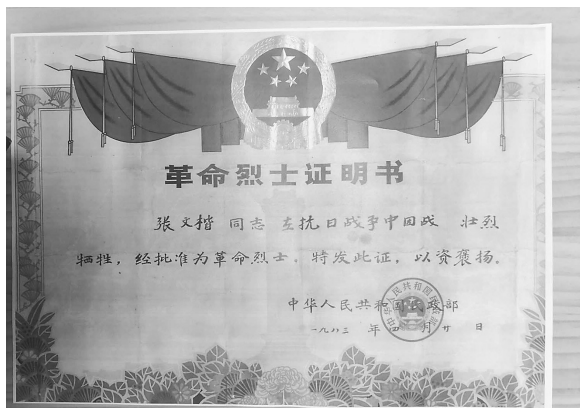 革命烈士证明书
张文楷 同志 在抗日战争中因战 壮烈
牺牲，经批准为革命烈士。特发此证，以资褒扬。
中华人民共和国民政部
一九八三 年 四 月 廿 日